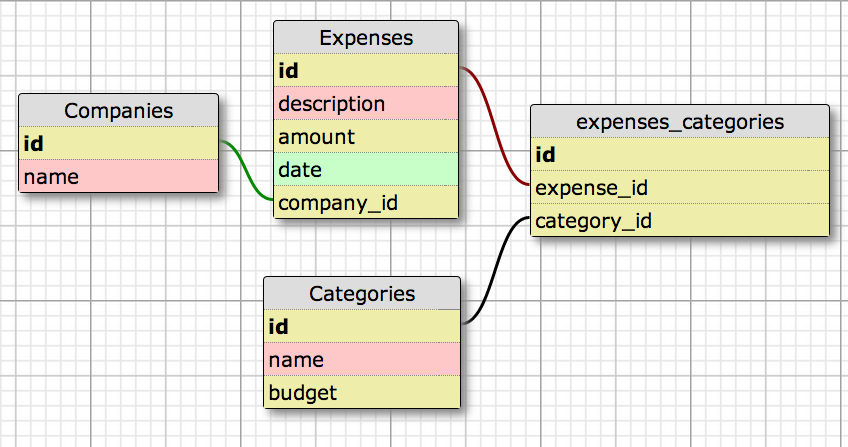 Companies
id
name
Expenses
id
description
amount
date
company_id
Categories
id
name
budget
expenses_categories
id
expense_id
category_id